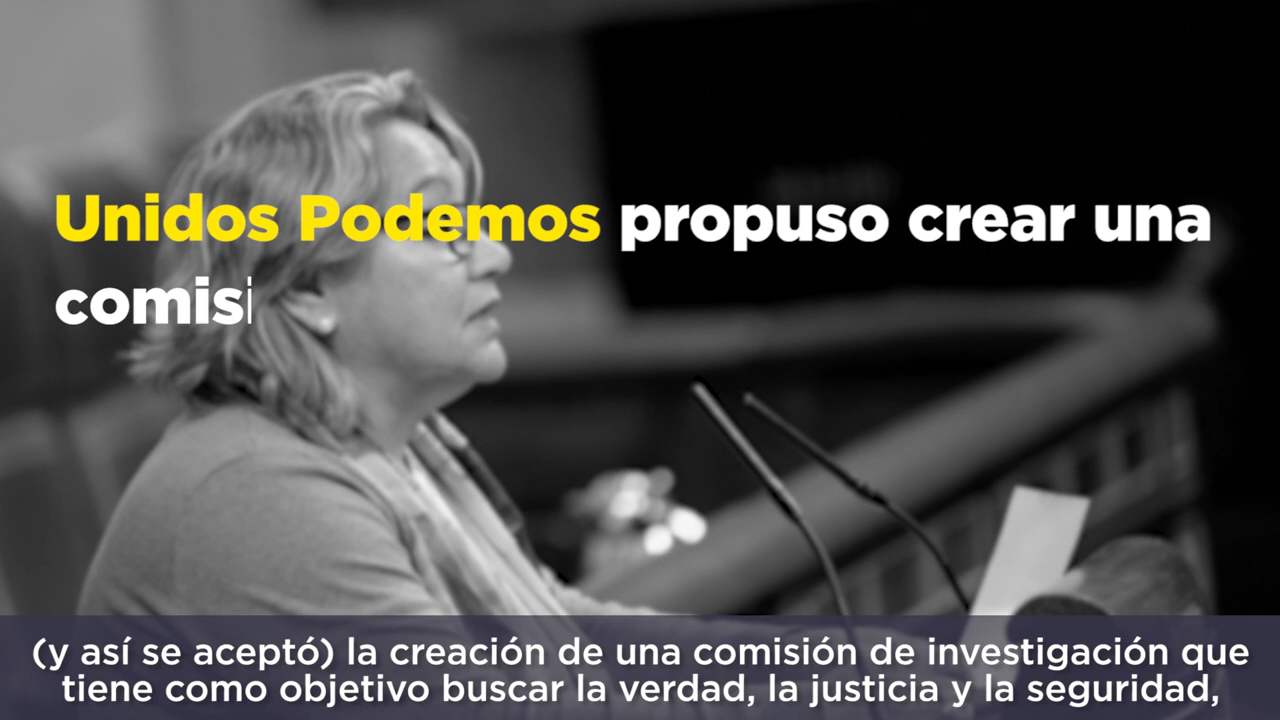 Unidos Podemos propuso crear una
comisi
(y así se aceptó) la creación de una comisión de investigación que
tiene como objetivo buscar la verdad, la justicia y la seguridad,